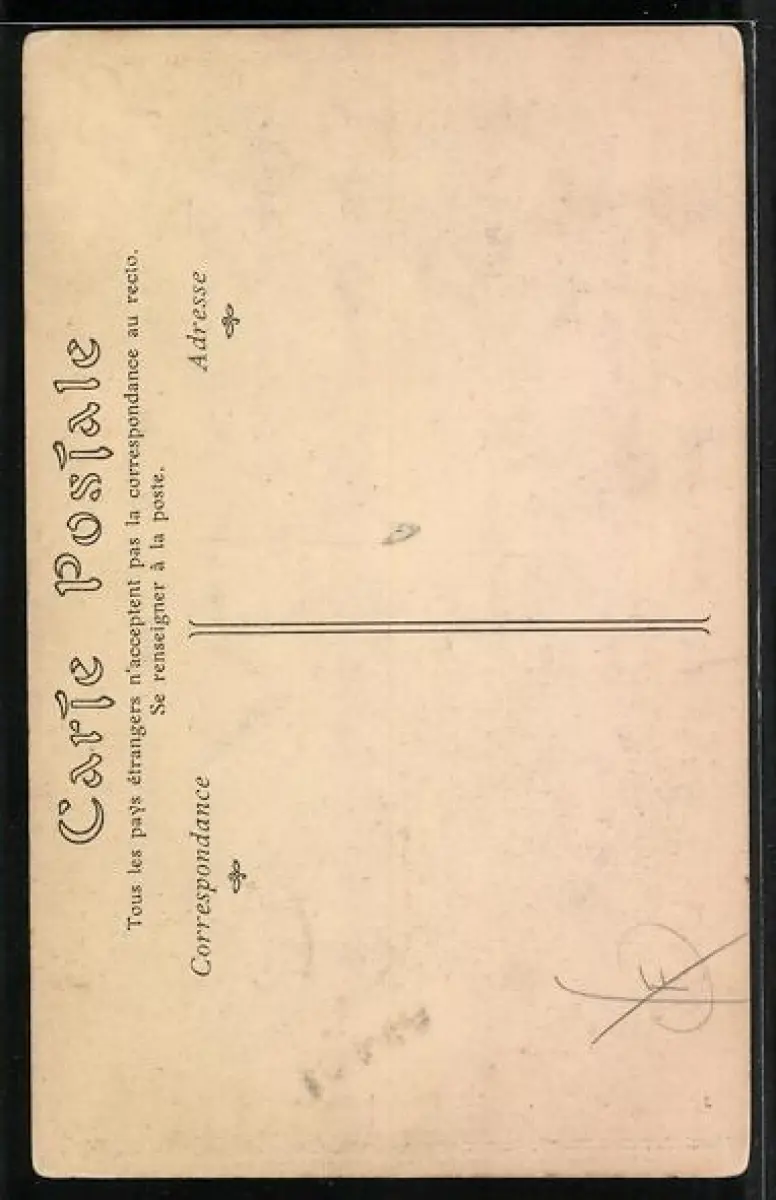 Carte Postale
Tous les pays étrangers n'acceptent pas la correspondance au recto.
Se renseigner à la poste.
Correspondance
Adresse